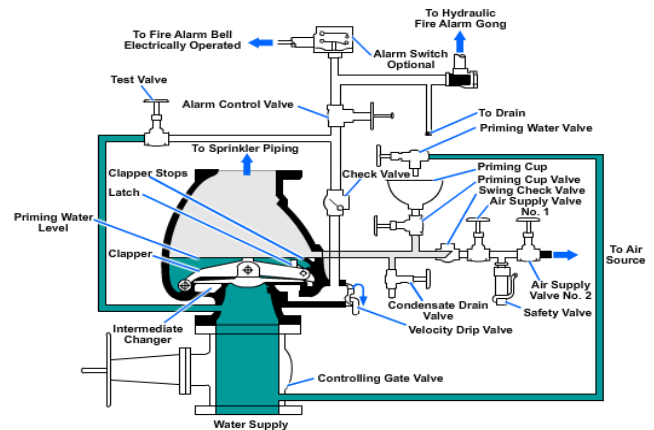 To Hydraulic
Fire Alarm Gong
To Fire Alarm Bell
Electrically Operated
Alarm Switch
Optional
Test Valve
Alarm Control Valve
To Drain
Priming Water Valve
To Sprinkler Piping
Clapper Stops
Check Valve
Priming Cup
Priming Cup Valve
Latch
Swing Check Valve
Air Supply Valve
No. 1
Priming Water
Level
To Air
Source
Clapper
Air Supply
Valve No. 2
Condensate Drain
Valve
Safety Valve
Intermediate
Changer
Velocity Drip Valve
Controlling Gate Valve
Water Supply